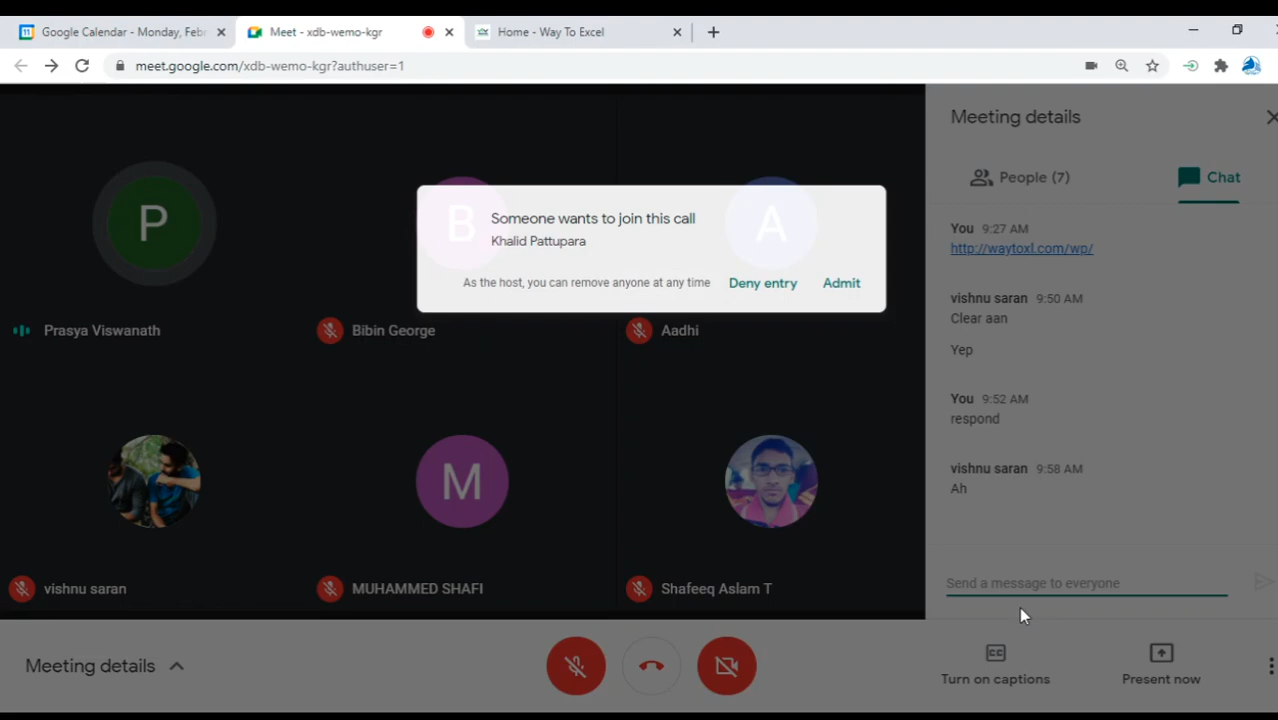 Google Calendar - Monday, Febr
Meet - xdb-wemo-kgr
Home - Way To Excel
meet.google.com/xdb-wemo-kgr?authuser=1
Meeting details
People (7)
Chat
P
B
A
Someone wants to join this call
Khalid Pattupara
As the host, you can remove anyone at any time
Deny entry
Admit
You 9:27 AM
http://waytoxl.com/wp/
vishnu saran 9:50 AM
Clear aan
Yep
You 9:52 AM
respond
vishnu saran 9:58 AM
Ah
Prasya Viswanath
Bibin George
Aadhi
M
vishnu saran
MUHAMMED SHAFI
Shafeeq Aslam T
Send a message to everyone
Meeting details
CC
Turn on captions
Present now